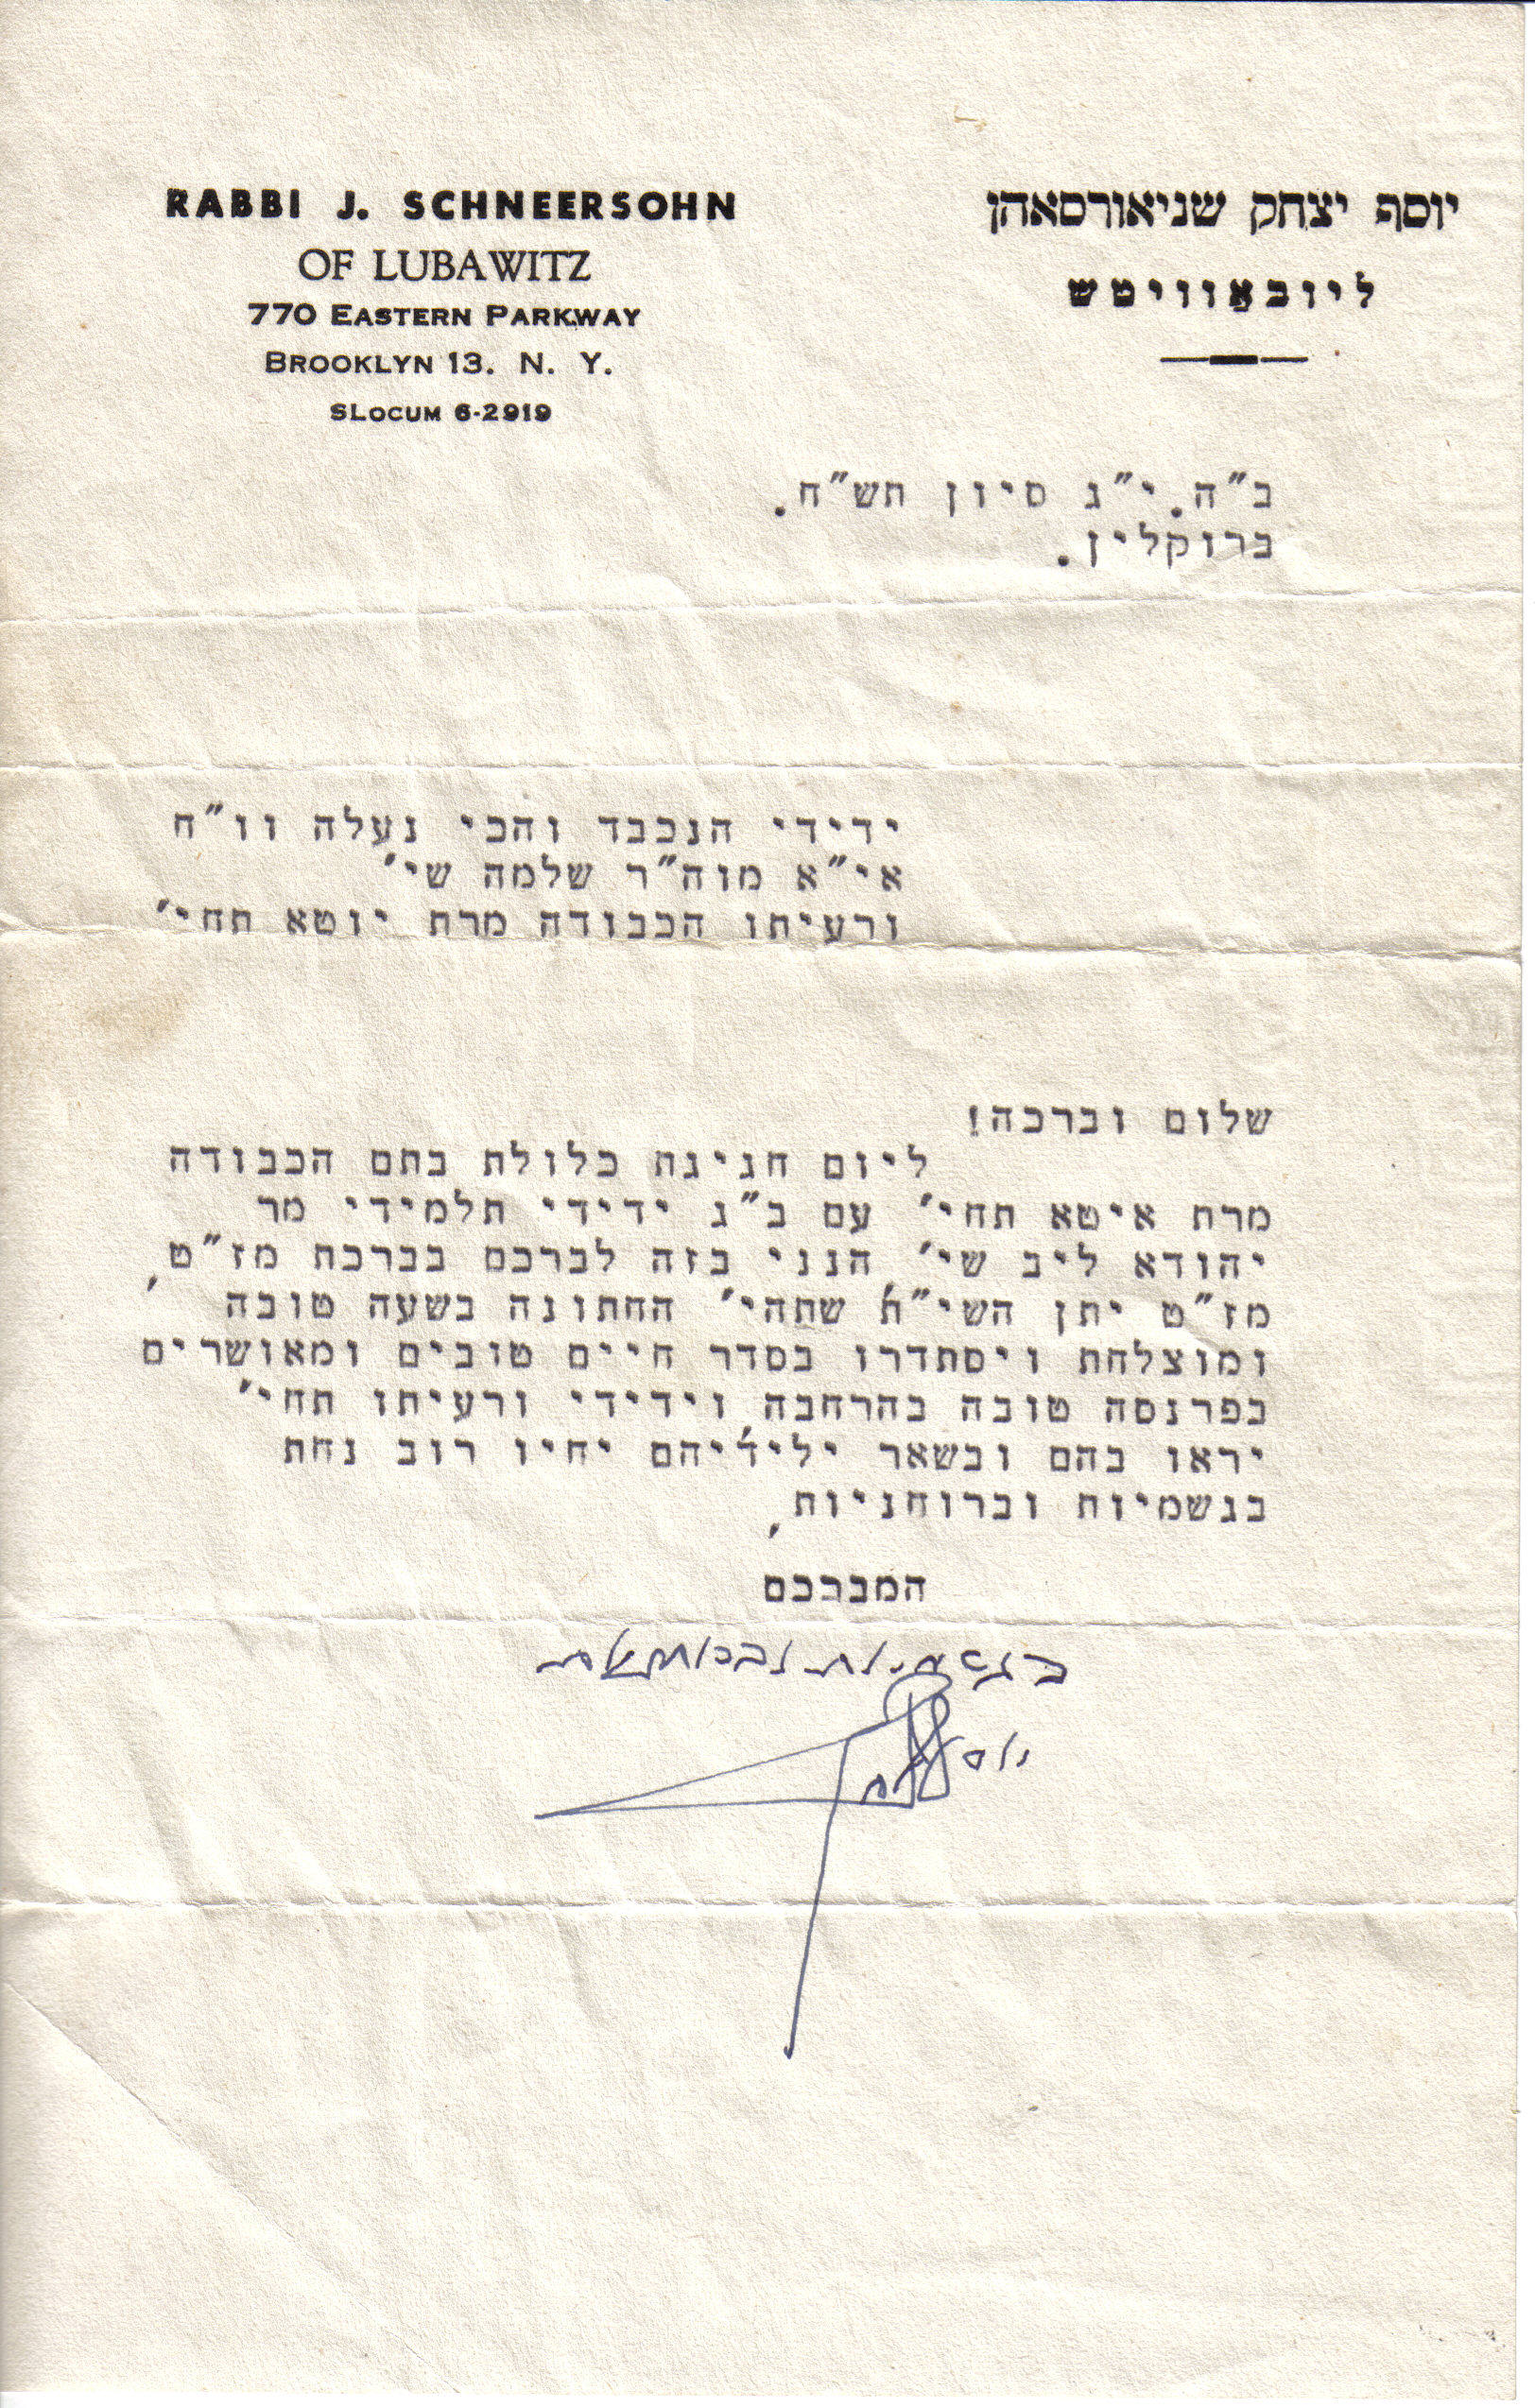 RABBI J. SCHNEERSOHN
OF LUBAWITZ
770 EASTERN PARKWAY
BROOKLYN 13. N. Y.
SLOCUM 6-2919
יוסף יצחק שניאורסאהן
ליובאַוויטש
ב"ה. י"ג סיון תש"ח.
ברוקלין.
ידידי הנכבד והכי נעלה וו"ח
אי"א מוה"ר שלמה שי'
ורעיתו הכבודה מרת יוטא תחי'
שלום וברכה!
ליום חגיגת כלולת בתם הכבודה
מרת איטא תחי' עם ב"ג ידידי תלמידי מר
יהודא ליב שי', הנני בזה לברכם בברכת מז"ט,
מז"ט יתן השי"ת שתהי' החתונה בשעה טובה
ומוצלחת ויסתדרו בסדר חיים טובים ומאושרים
בפרנסה טובה בהרחבה, וידידי ורעיתו תחי'
יראו בהם ובשאר ילידיהם יחיו רוב נחת
בגשמיות וברוחניות,
המברכם
בגשמיות וברוחניות
יוסף יצחק